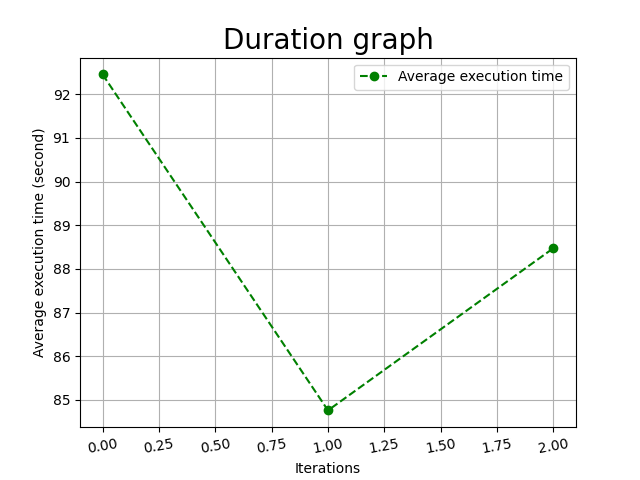 Duration graph
Average execution time
Average execution time (second)
92
91
90
89
88
87
86
85
0.00 0.25 0.50 0.75 1.00 1.25 1.50 1.75 2.00
Iterations